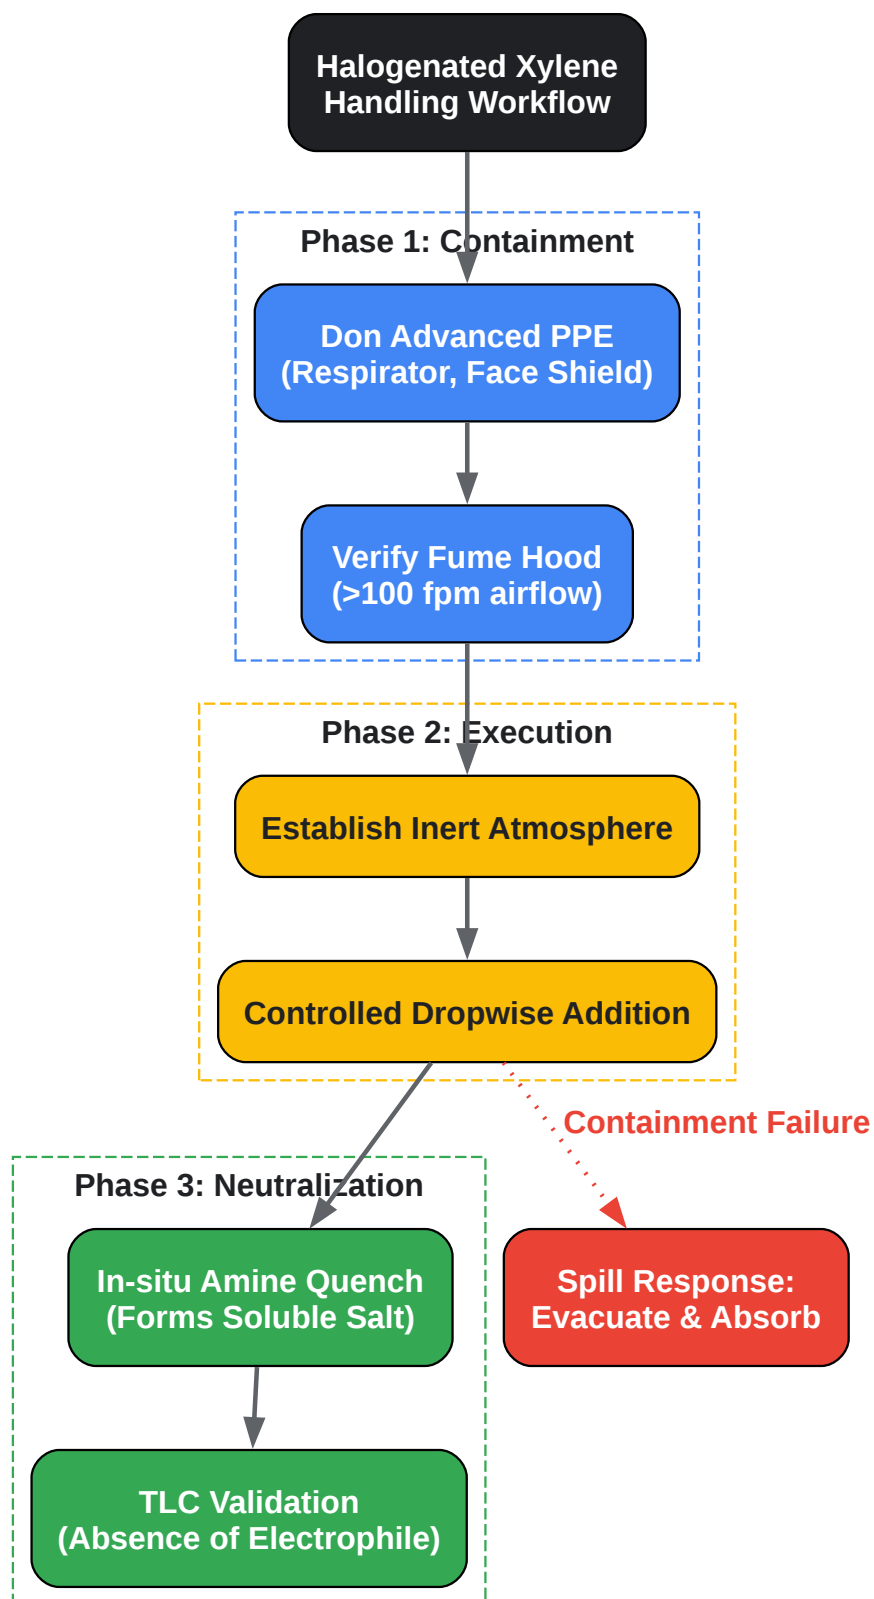 Halogenated Xylene
Handling Workflow
Phase 1: Containment
Don Advanced PPE
(Respirator, Face Shield)
Verify Fume Hood
(>100 fpm airflow)
Phase 2: Execution
Establish Inert Atmosphere
Controlled Dropwise Addition
Containment Failure
Phase 3: Neutralization
In-situ Amine Quench
(Forms Soluble Salt)
Spill Response:
Evacuate & Absorb
TLC Validation
(Absence of Electrophile)